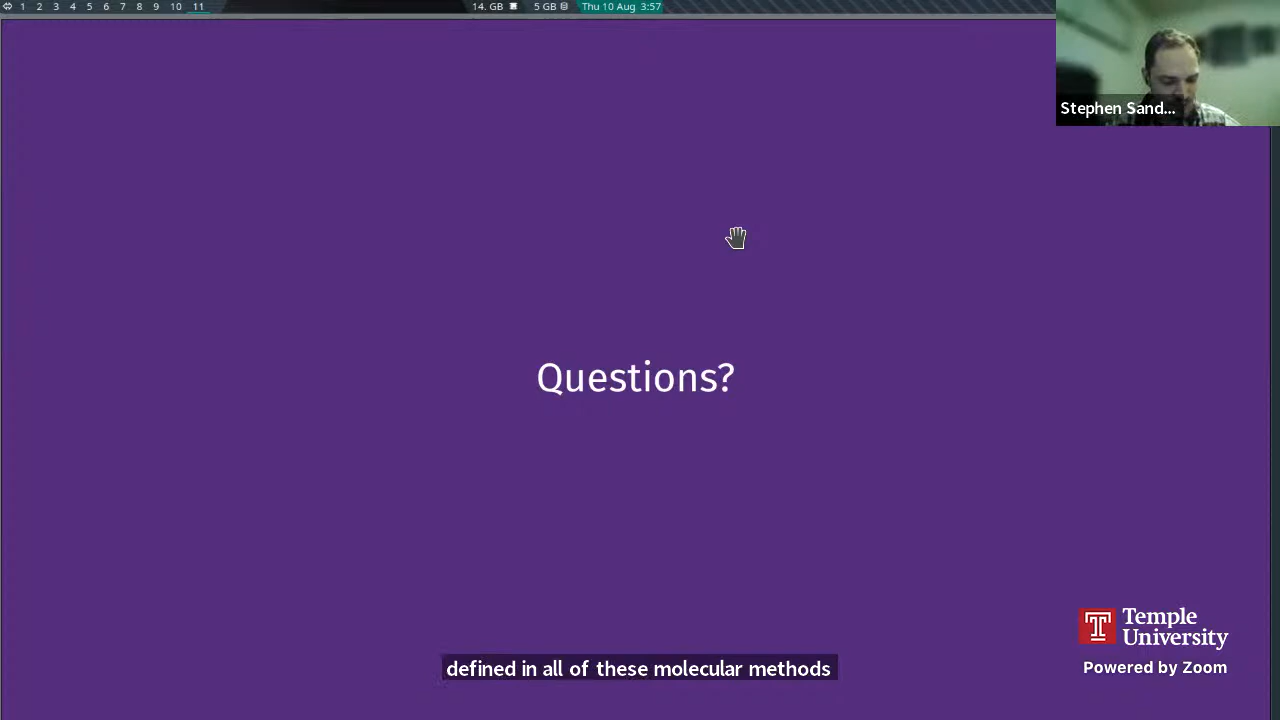 1 2 3 4 5 6 7 8 9 10 11 14. GB 5 GB Thu 10 Aug 3:57
Stephen Sand...
Questions?
Temple
University
Powered by Zoom
defined in all of these molecular methods